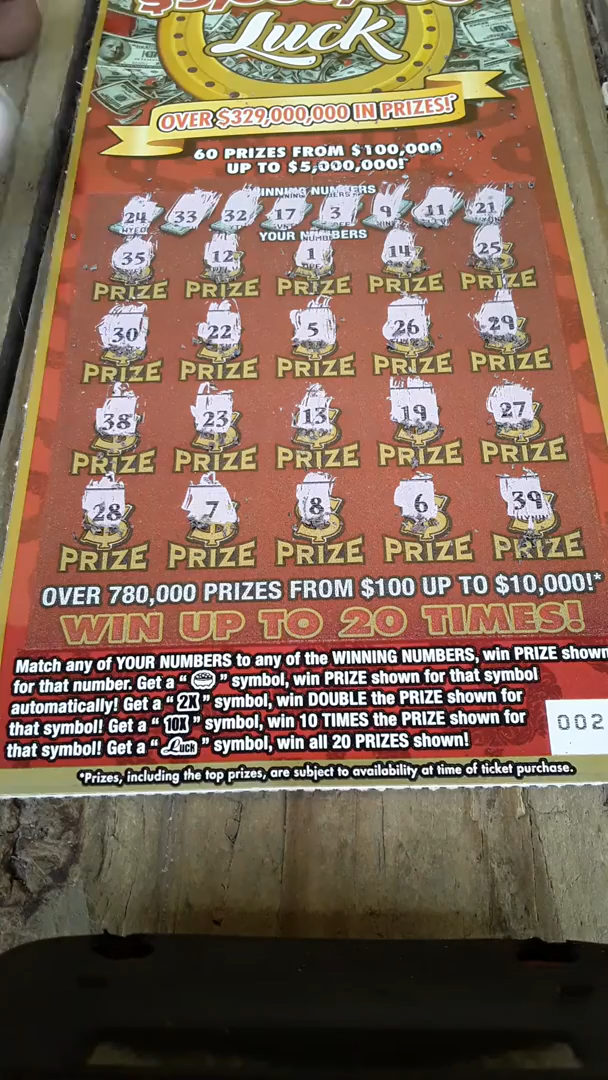 Luck
OVER $329,000,000 IN PRIZES!*
60 PRIZES FROM $100,000
UP TO $5,000,000!*
WINNING NUMBERS
24 33 32 17 3 9 11 21
YOUR NUMBERS
35 12 1 14 25
PRIZE PRIZE PRIZE PRIZE PRIZE
30 22 5 26 29
PRIZE PRIZE PRIZE PRIZE PRIZE
38 23 13 19 27
PRIZE PRIZE PRIZE PRIZE PRIZE
28 7 8 6 39
PRIZE PRIZE PRIZE PRIZE PRIZE
OVER 780,000 PRIZES FROM $100 UP TO $10,000!*
WIN UP TO 20 TIMES!
Match any of YOUR NUMBERS to any of the WINNING NUMBERS, win PRIZE shown
for that number. Get a " " symbol, win PRIZE shown for that symbol
automatically! Get a " 2X " symbol, win DOUBLE the PRIZE shown for
that symbol! Get a " 10X " symbol, win 10 TIMES the PRIZE shown for
that symbol! Get a " Luck " symbol, win all 20 PRIZES shown!
002
*Prizes, including the top prizes, are subject to availability at time of ticket purchase.